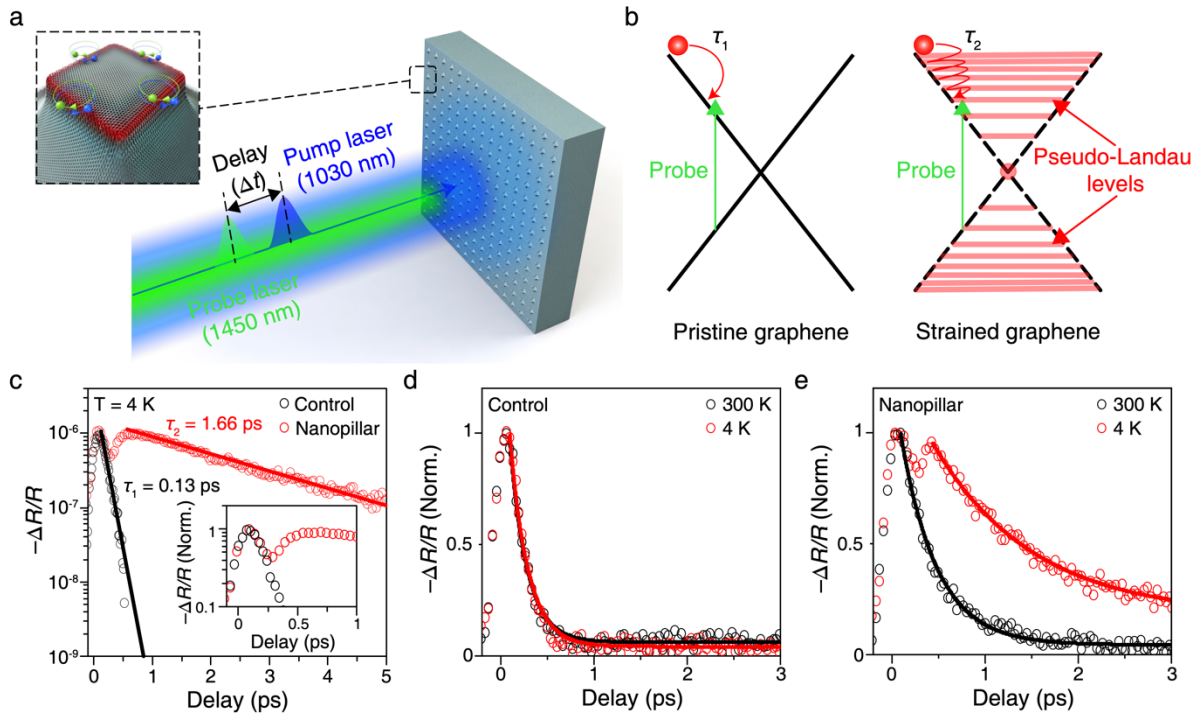 a
Delay
(Δt)
Pump laser
(1030 nm)
Probe laser
(1450 nm)
b
τ1
τ2
Probe
Probe
Pseudo-Landau
levels
Pristine graphene
Strained graphene
c
T = 4 K
Control
Nanopillar
τ2 = 1.66 ps
τ1 = 0.13 ps
−ΔR/R
10-6
10-7
10-8
10-9
0
1
2
3
4
5
Delay (ps)
−ΔR/R (Norm.)
1
0.1
0
0.5
1
Delay (ps)
d
Control
300 K
4 K
−ΔR/R (Norm.)
1
0.5
0
0
1
2
3
Delay (ps)
e
Nanopillar
300 K
4 K
−ΔR/R (Norm.)
1
0.5
0
0
1
2
3
Delay (ps)